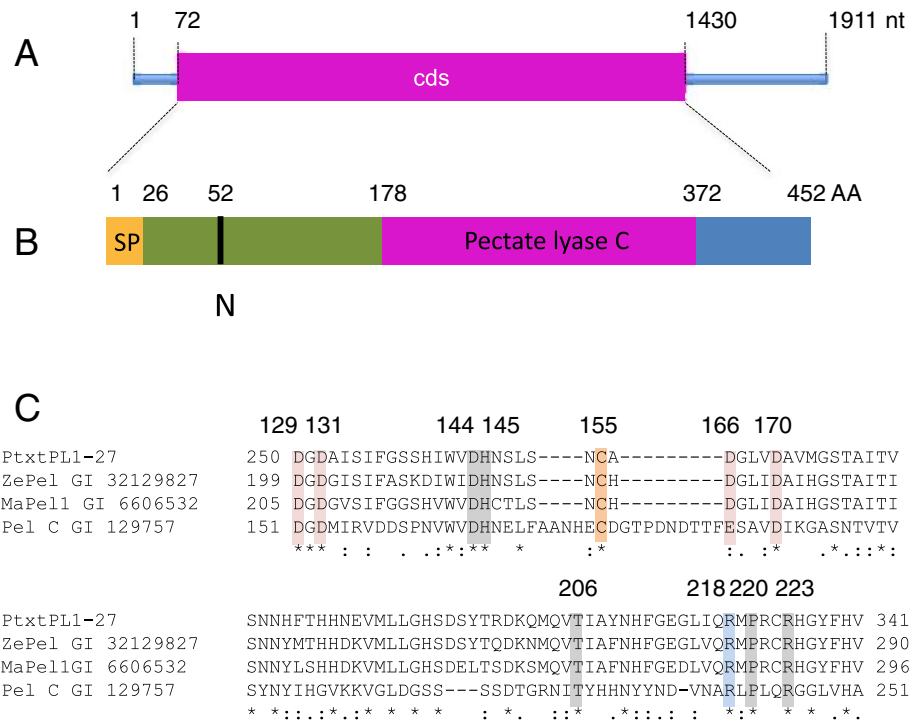 A
1 72 1430 1911 nt
cds
1 26 52 178 372 452 AA
B
SP Pectate lyase C
N
C
129 131 144 145 155 166 170
PtxtPL1-27 250 DGDAISIFGSSHIWVDHNSLS----NCA----------DGLVDAVMGSTAITV
ZePel GI 32129827 199 DGDGISIFASKDIWIDHNSLS----NCH----------DGLIDAIHGSTAITI
MaPel1 GI 6606532 205 DGDGVSIFGSSHVWVDHCTLS----NCH----------DGLIDAIHGSTAITI
Pel C GI 129757 151 DGDMIRVDDSPNVWVDHNELFAANHECDGTPDNDTTFESAVDIKGASNTVTV
*** : : . .:*:** * .* :. :* .*.::*:
206 218 220 223
PtxtPL1-27 SNNHFTHHNEVMLLGHSDSYTRDKQMQVTIAYNHFGEGLIQRMPRCRHGYFHV 341
ZePel GI 32129827 SNNYMTHHDKVMLLGHSDSYTQDKNMQVTIAFNHFGEGLVQRMPRCRHGYFHV 290
MaPel1GI 6606532 SNNYLSHHDKVMLLGHSDELTSDKSMQVTIAFNHFGEDLVQRMPRCRHGYFHV 296
Pel C GI 129757 SYNYIHGVKKVGLDGSS---SSDTGRNITYHHNYYND-VNARLPLQRGGLVHA 251
* *::. .:* * * * : *. ::* .*::.: : *:* * * .*.